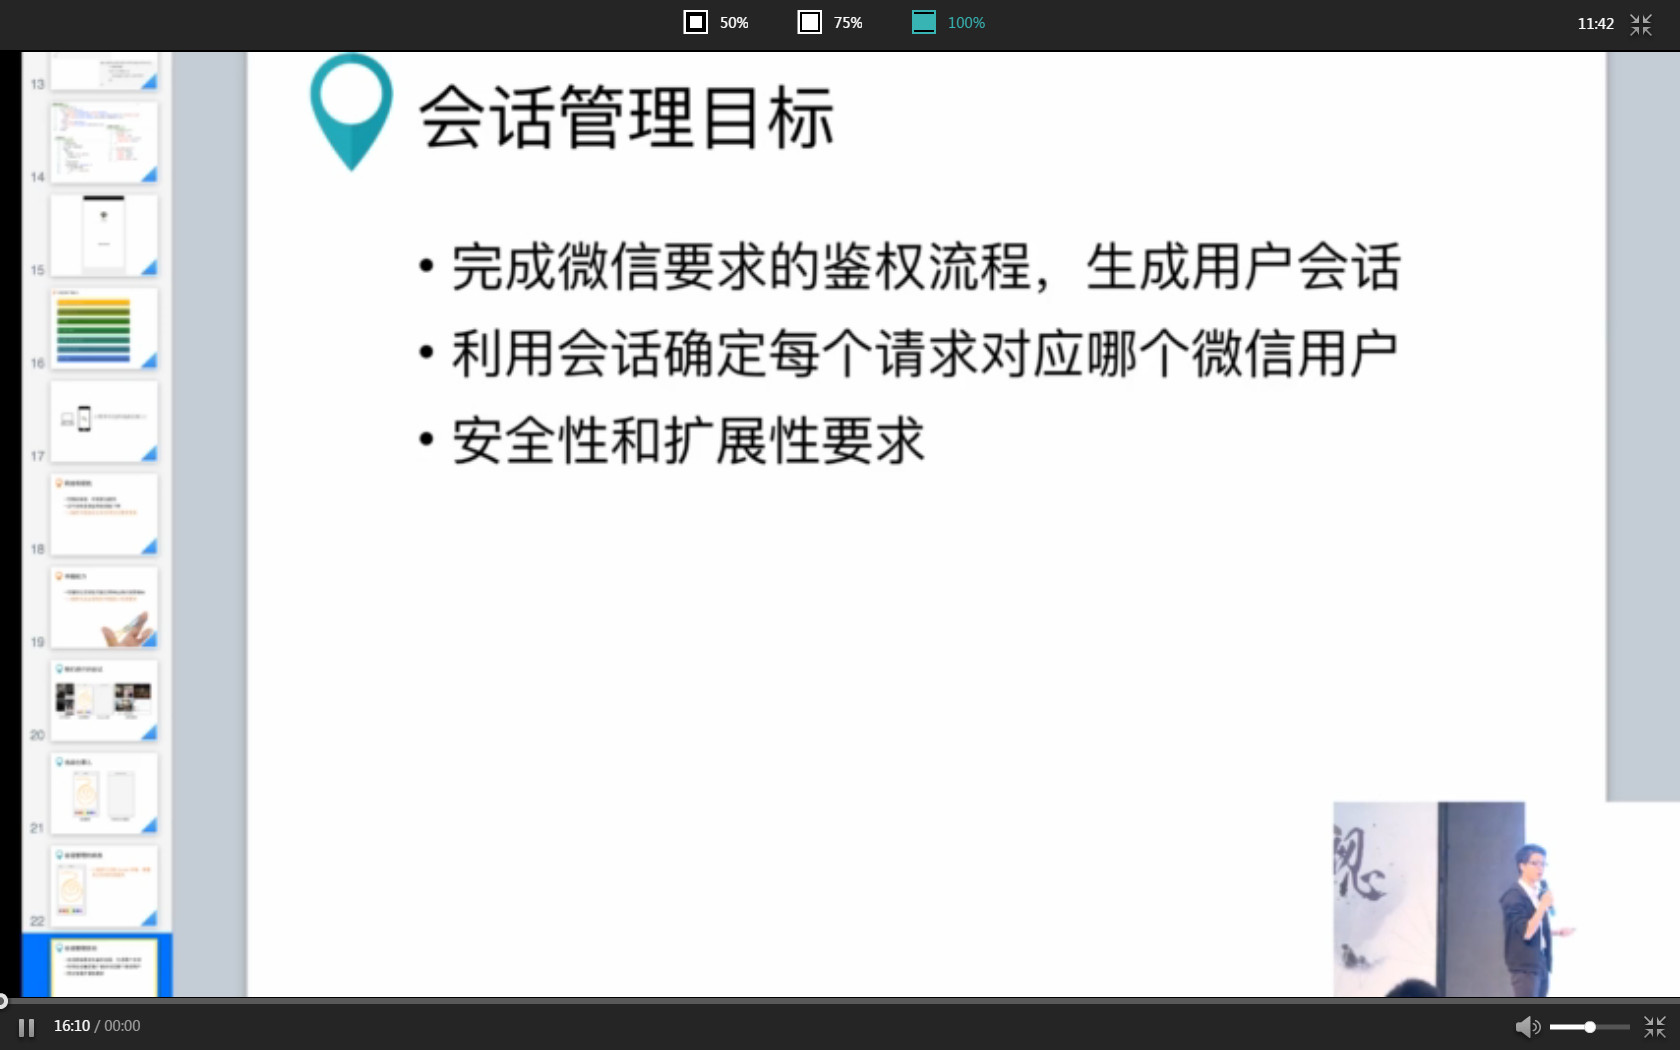 50%
75%
100%
11:42
会话管理目标
• 完成微信要求的鉴权流程，生成用户会话
• 利用会话确定每个请求对应哪个微信用户
• 安全性和扩展性要求
13
14
15
16
17
18
19
20
21
22
16:10 / 00:00